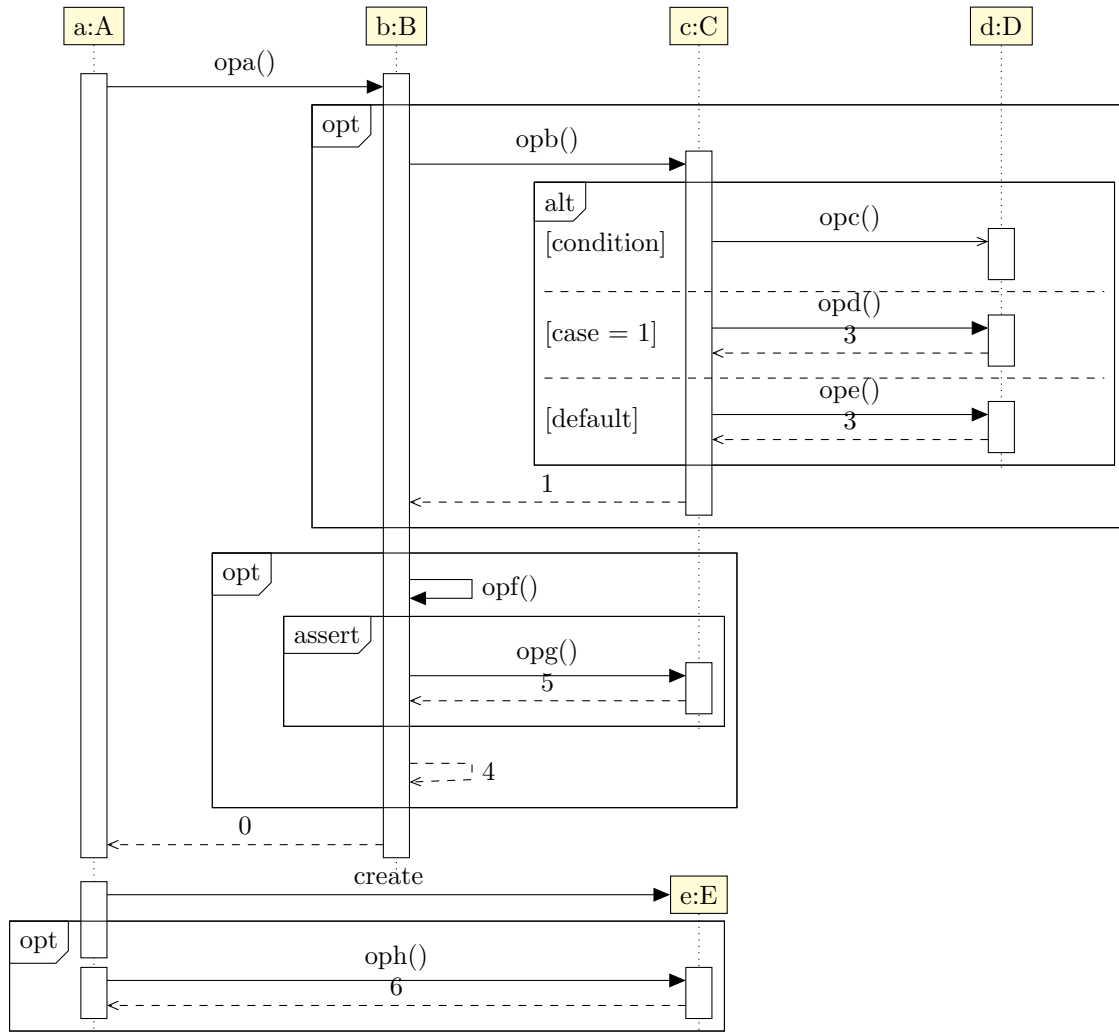 a:A b:B c:C d:D
opa()
opt
opb()
alt
opc()
[condition]
opd()
[case = 1]
3
ope()
[default]
3
1
opt
opf()
assert
opg()
5
4
0
create
e:E
opt
oph()
6